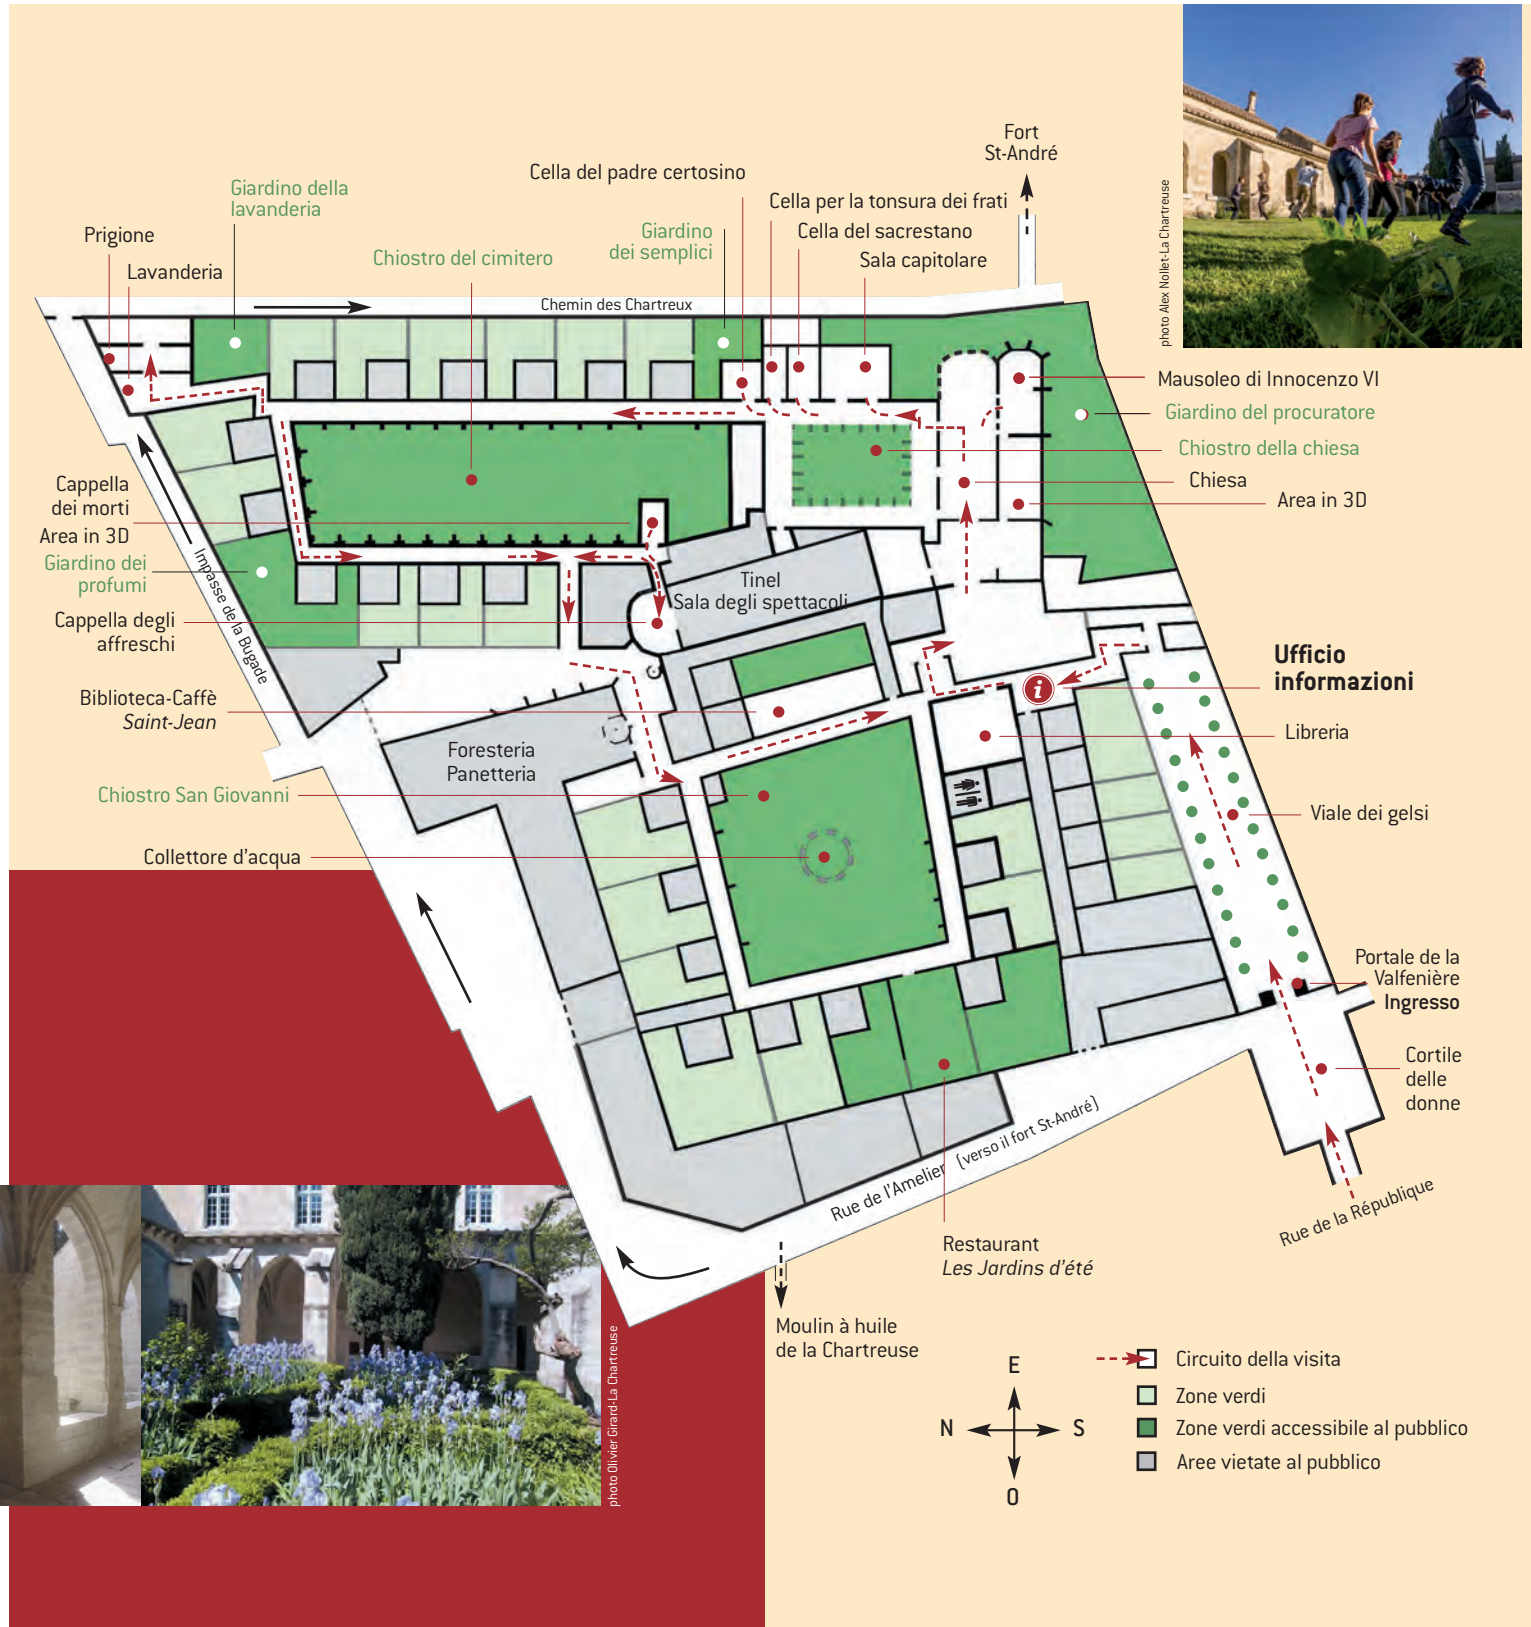 Fort
St-André
Cella del padre certosino
Giardino della
lavanderia
Cella per la tonsura dei frati
Prigione
Giardino
dei semplici
Cella del sacrestano
Chiostro del cimitero
Sala capitolare
Lavanderia
Chemin des Chartreux
photo Alex Nollet-La Chartreuse
Mausoleo di Innocenzo VI
Giardino del procuratore
Chiostro della chiesa
Chiesa
Area in 3D
Cappella
dei morti
Area in 3D
Giardino dei
profumi
Impasse de la Bugade
Cappella degli
affreschi
Tinel
Sala degli spettacoli
Ufficio
informazioni
i
Biblioteca-Caffè
Saint-Jean
Libreria
Foresteria
Panetteria
Chiostro San Giovanni
Viale dei gelsi
Collettore d'acqua
Portale de la
Valfenière
Ingresso
Cortile
delle
donne
Rue de l'Amelier (verso il fort St-André)
Rue de la République
Restaurant
Les Jardins d'été
Moulin à huile
de la Chartreuse
photo Olivier Girard-La Chartreuse
E
N
S
O
Circuito della visita
Zone verdi
Zone verdi accessibile al pubblico
Aree vietate al pubblico